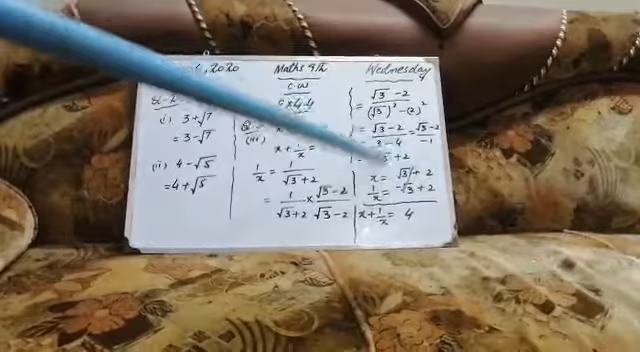 , 2020 Maths 9th Wednesday
C.W
Ex 4.4
Q.2
(i) 3+√7
= 3-√7
(ii) 4-√5
= 4+√5
(iii)
x + 1/x =
1/x = 1/(√3+2)
= 1/(√3+2) × (√3-2)/(√3-2)
= (√3-2)/((√3)²-(2)²)
= (√3-2)/(3-4) = (√3-2)/-1
+2
x = √3+2
1/x = -√3+2
x + 1/x = 4